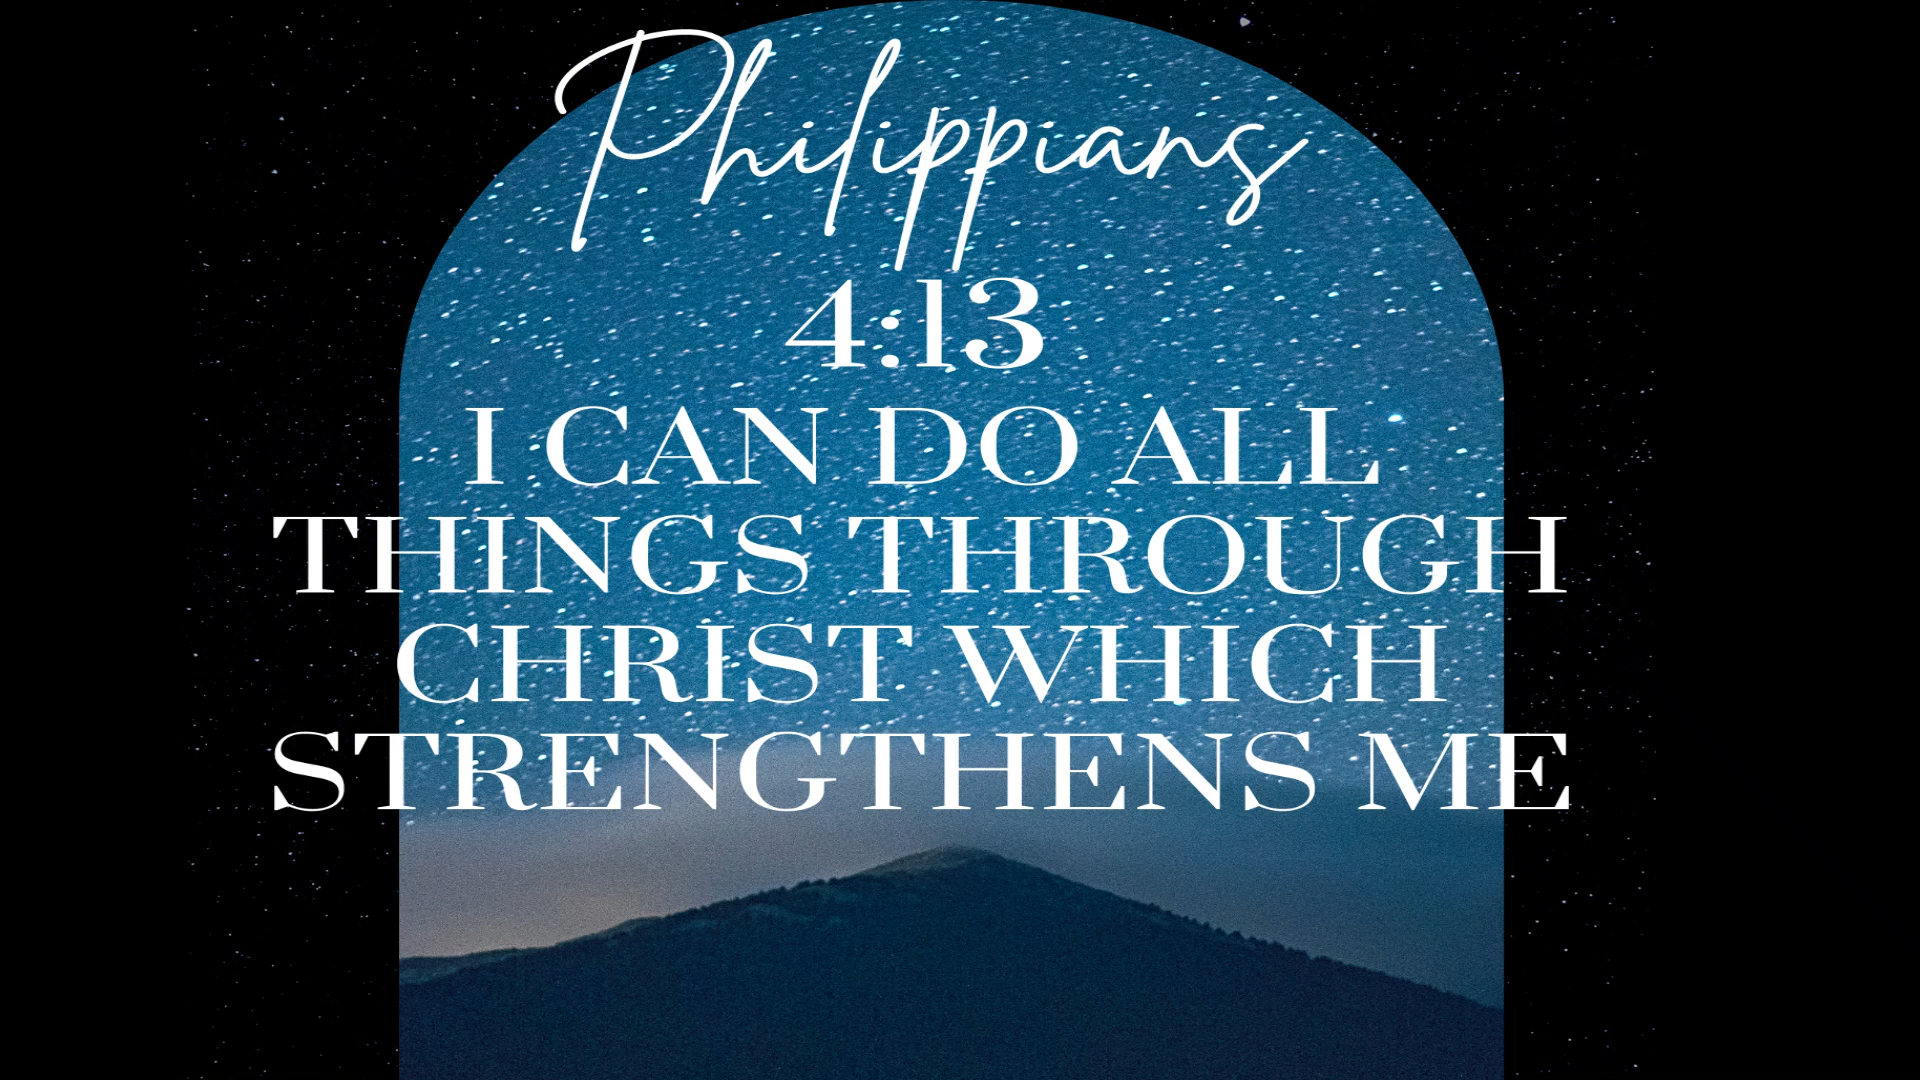 Philippians
4:13
I CAN DO ALL
THINGS THROUGH
CHRIST WHICH
STRENGTHENS ME